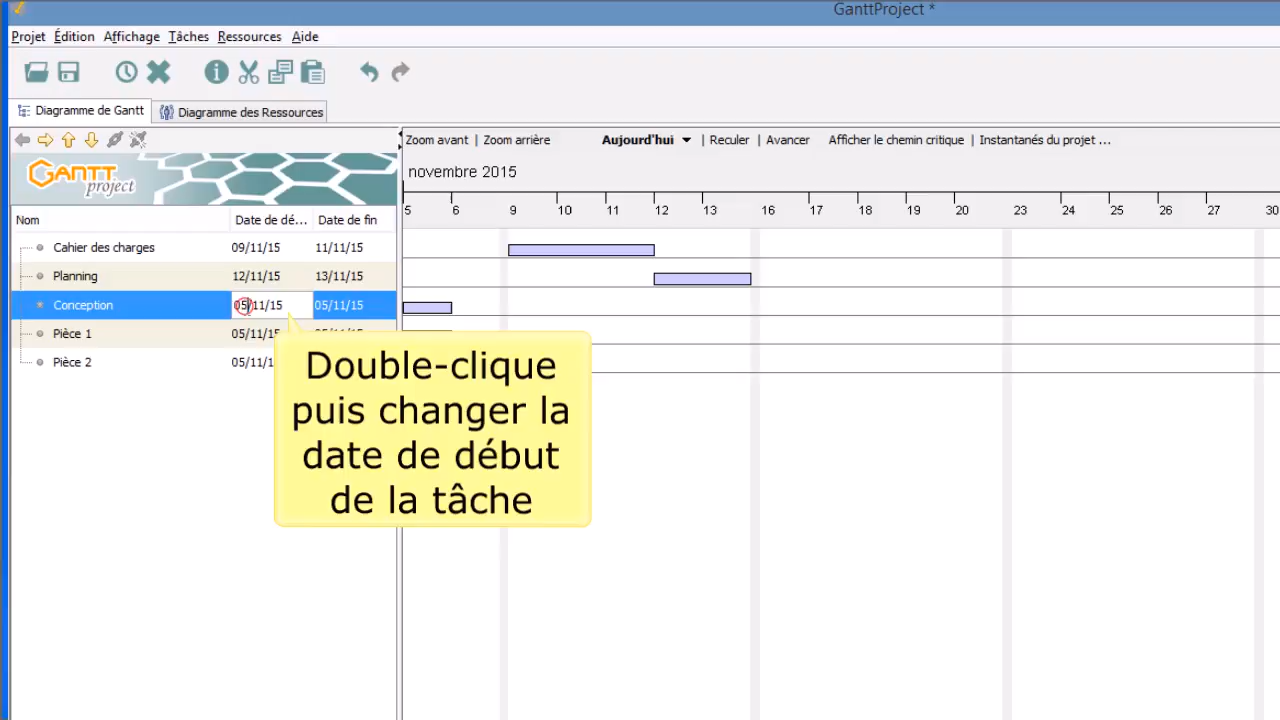 GanttProject *
Projet Édition Affichage Tâches Ressources Aide
Diagramme de Gantt Diagramme des Ressources
Zoom avant | Zoom arrière Aujourd'hui | Reculer | Avancer Afficher le chemin critique | Instantanés du projet ...
GANTT project
novembre 2015
5 6 9 10 11 12 13 16 17 18 19 20 23 24 25 26 27 30
Nom Date de dé... Date de fin
Cahier des charges 09/11/15 11/11/15
Planning 12/11/15 13/11/15
Conception 05/11/15 05/11/15
Pièce 1 05/11/15
Pièce 2 05/11/1
Double-clique
puis changer la
date de début
de la tâche